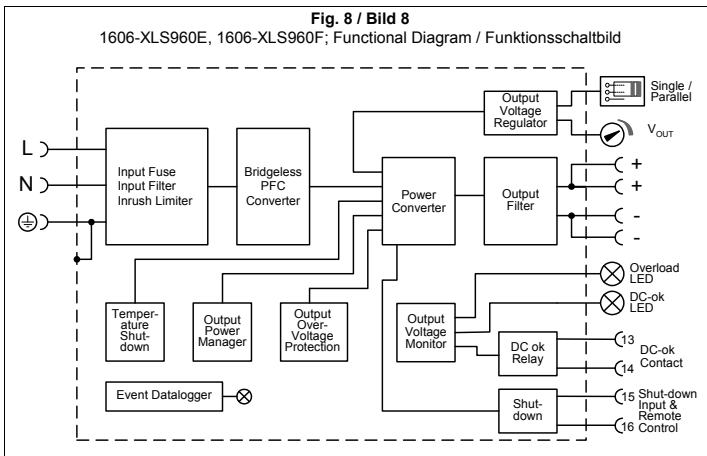 Fig. 8 / Bild 8
1606-XLS960E, 1606-XLS960F; Functional Diagram / Funktionsschaltbild
Output
Voltage
Regulator
Single /
Parallel
VOUT
L
N
Input Fuse
Input Filter
Inrush Limiter
Bridgeless
PFC
Converter
Power
Converter
Output
Filter
+
+
-
-
Temper-
ature
Shut-
down
Output
Power
Manager
Output
Over-
Voltage
Protection
Output
Voltage
Monitor
Overload
LED
DC-ok
LED
DC ok
Relay
13
14
DC-ok
Contact
Event Datalogger
Shut-
down
15
16
Shut-down
Input &
Remote
Control